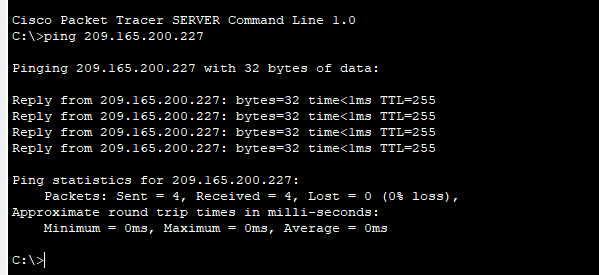 Cisco Packet Tracer SERVER Command Line 1.0
C:\>ping 209.165.200.227
Pinging 209.165.200.227 with 32 bytes of data:
Reply from 209.165.200.227: bytes=32 time<1ms TTL=255
Reply from 209.165.200.227: bytes=32 time<1ms TTL=255
Reply from 209.165.200.227: bytes=32 time<1ms TTL=255
Reply from 209.165.200.227: bytes=32 time<1ms TTL=255
Ping statistics for 209.165.200.227:
    Packets: Sent = 4, Received = 4, Lost = 0 (0% loss),
Approximate round trip times in milli-seconds:
    Minimum = 0ms, Maximum = 0ms, Average = 0ms
C:\>